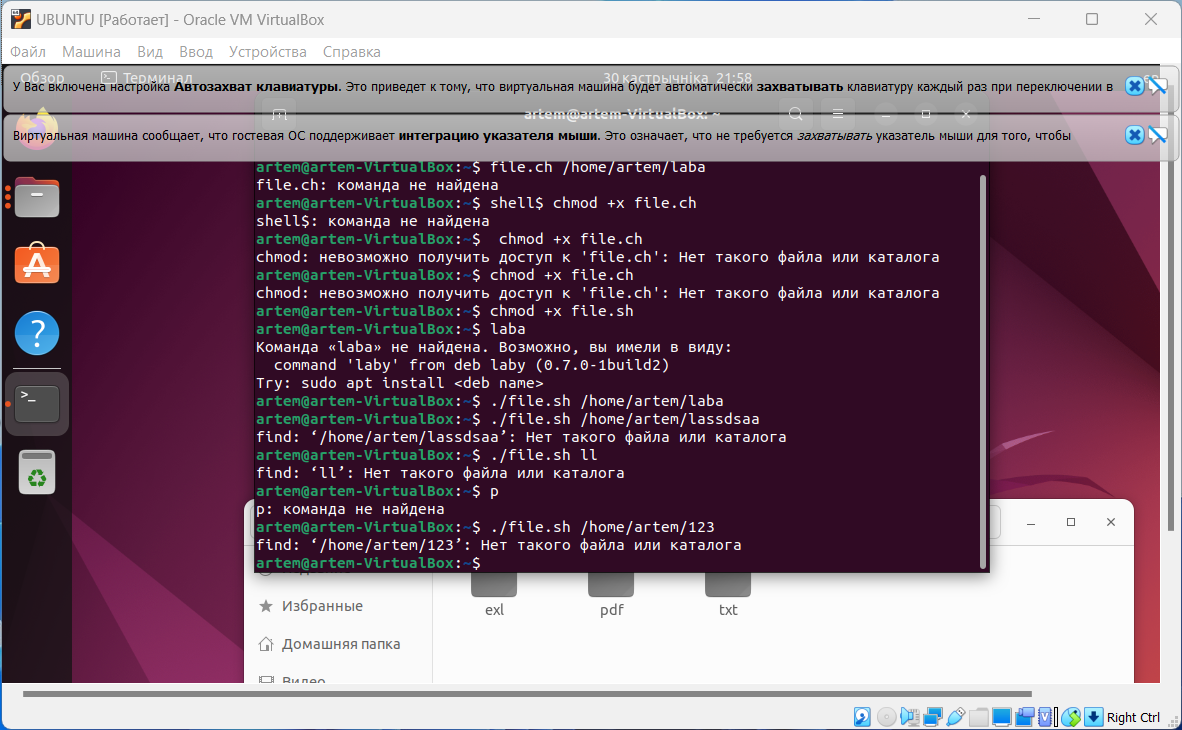 UBUNTU [Работает] - Oracle VM VirtualBox
Файл Машина Вид Ввод Устройства Справка
Обзор Терминал 30 кастрычніка 21:58
У Вас включена настройка Автозахват клавиатуры. Это приведет к тому, что виртуальная машина будет автоматически захватывать клавиатуру каждый раз при переключении в
artem@artem-VirtualBox: ~
Виртуальная машина сообщает, что гостевая ОС поддерживает интеграцию указателя мыши. Это означает, что не требуется захватывать указатель мыши для того, чтобы
artem@artem-VirtualBox:~$ file.ch /home/artem/laba
file.ch: команда не найдена
artem@artem-VirtualBox:~$ shell$ chmod +x file.ch
shell$: команда не найдена
artem@artem-VirtualBox:~$  chmod +x file.ch
chmod: невозможно получить доступ к 'file.ch': Нет такого файла или каталога
artem@artem-VirtualBox:~$ chmod +x file.ch
chmod: невозможно получить доступ к 'file.ch': Нет такого файла или каталога
artem@artem-VirtualBox:~$ chmod +x file.sh
artem@artem-VirtualBox:~$ laba
Команда «laba» не найдена. Возможно, вы имели в виду:
  command 'laby' from deb laby (0.7.0-1build2)
Try: sudo apt install <deb name>
artem@artem-VirtualBox:~$ ./file.sh /home/artem/laba
artem@artem-VirtualBox:~$ ./file.sh /home/artem/lassdsaa
find: ‘/home/artem/lassdsaa’: Нет такого файла или каталога
artem@artem-VirtualBox:~$ ./file.sh ll
find: ‘ll’: Нет такого файла или каталога
artem@artem-VirtualBox:~$ p
p: команда не найдена
artem@artem-VirtualBox:~$ ./file.sh /home/artem/123
find: ‘/home/artem/123’: Нет такого файла или каталога
artem@artem-VirtualBox:~$
exl pdf txt
Избранные
Домашняя папка
Видео
Right Ctrl